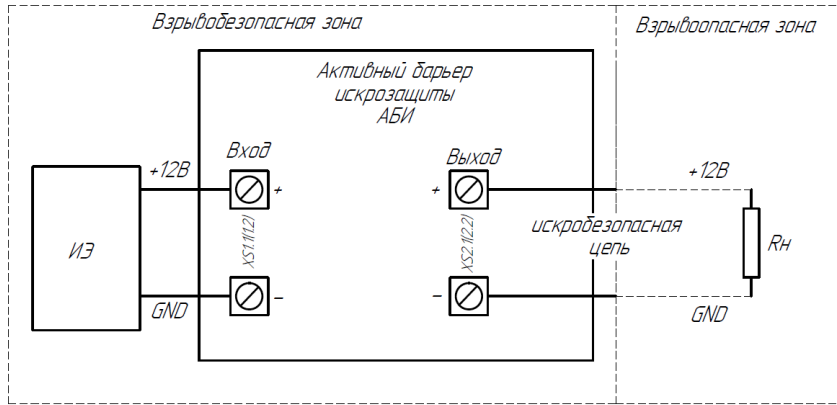 Взрывобезопасная зона
Взрывоопасная зона
Активный барьер
искрозащиты
АБИ
Вход
Выход
+12В
+
+
+12В
ИЭ
XS1.1(1.2)
XS2.1(2.2)
искробезопасная
цепь
Rн
GND
−
−
GND